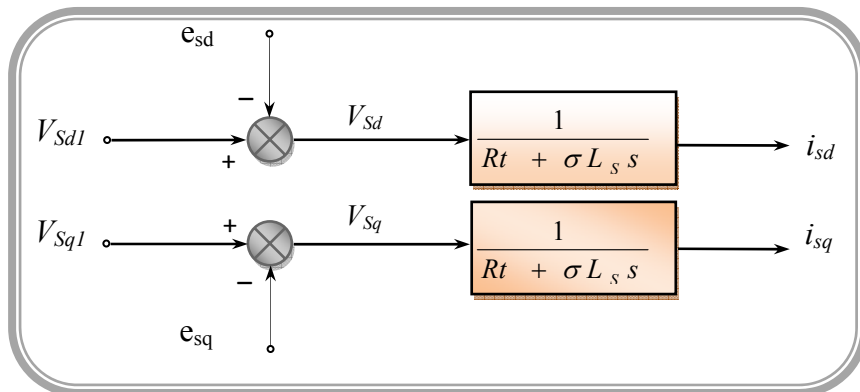 e_sd
−
V_Sd1
+
V_Sd
1
Rt + σ L_S s
i_sd
V_Sq1
+
V_Sq
1
Rt + σ L_S s
i_sq
−
e_sq